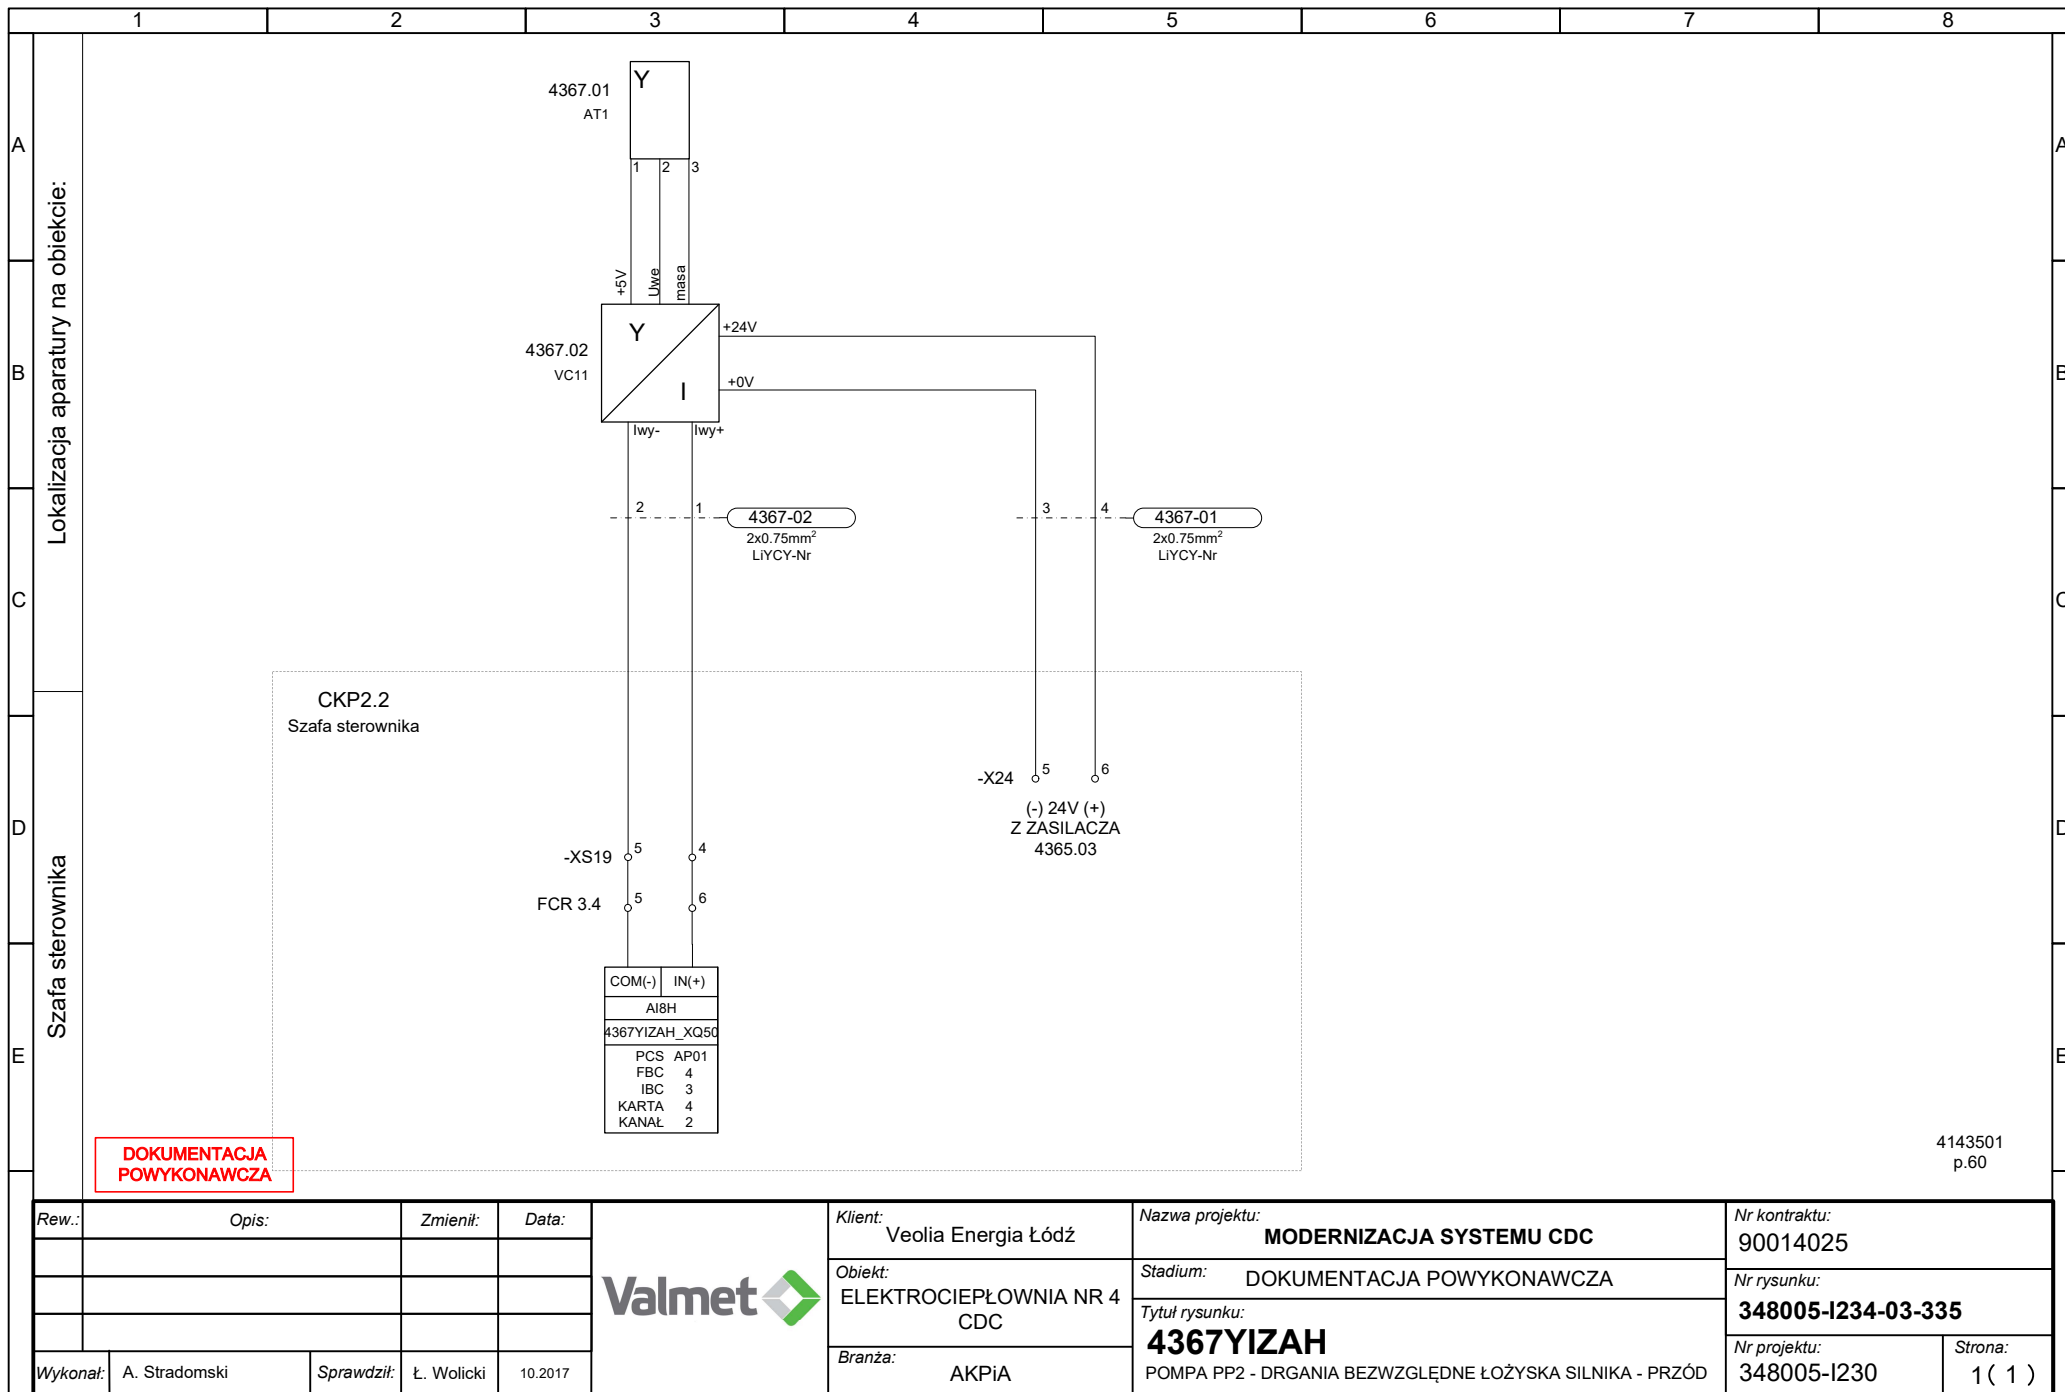 1 2 3 4 5 6 7 8
A A
B B
C C
D D
E E
Lokalizacja aparatury na obiekcie:
Szafa sterownika
4367.01
AT1
Y
1 2 3
+5V Uwe masa
4367.02
VC11
Y
I
+24V
+0V
Iwy- Iwy+
2 1
4367-02
2x0.75mm²
LiYCY-Nr
3 4
4367-01
2x0.75mm²
LiYCY-Nr
CKP2.2
Szafa sterownika
-X24 5 6
(-) 24V (+)
Z ZASILACZA
4365.03
-XS19 5 4
FCR 3.4 5 6
COM(-) IN(+)
AI8H
4367YIZAH_XQ50
PCS AP01
FBC 4
IBC 3
KARTA 4
KANAŁ 2
DOKUMENTACJA
POWYKONAWCZA
4143501
p.60
Rew.: Opis: Zmienił: Data:
Wykonał: A. Stradomski Sprawdził: Ł. Wolicki 10.2017
Valmet
Klient:
Veolia Energia Łódź
Obiekt:
ELEKTROCIEPŁOWNIA NR 4
CDC
Branża:
AKPiA
Nazwa projektu:
MODERNIZACJA SYSTEMU CDC
Stadium: DOKUMENTACJA POWYKONAWCZA
Tytuł rysunku:
4367YIZAH
POMPA PP2 - DRGANIA BEZWZGLĘDNE ŁOŻYSKA SILNIKA - PRZÓD
Nr kontraktu:
90014025
Nr rysunku:
348005-I234-03-335
Nr projektu:
348005-I230
Strona:
1( 1 )